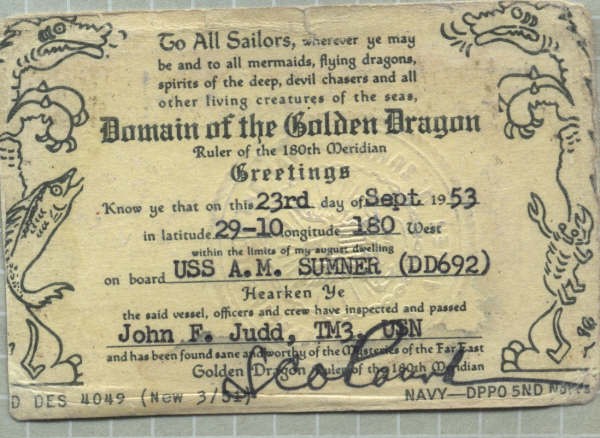 To All Sailors, wherever ye may
be and to all mermaids, flying dragons,
spirits of the deep, devil chasers and all
other living creatures of the seas,
Domain of the Golden Dragon
Ruler of the 180th Meridian
Greetings
Know ye that on this 23rd day of Sept 1953
in latitude 29-10 longitude 180 West
within the limits of my august dwelling
on board USS A.M. SUMNER (DD692)
Hearken Ye
the said vessel, officers and crew have inspected and passed
John F. Judd, TM3, USN
and has been found sane and worthy of the Mysteries of the Far East
Golden Dragon Ruler of the 180th Meridian
D DES 4049 (New 3/51) NAVY—DPPO 5ND